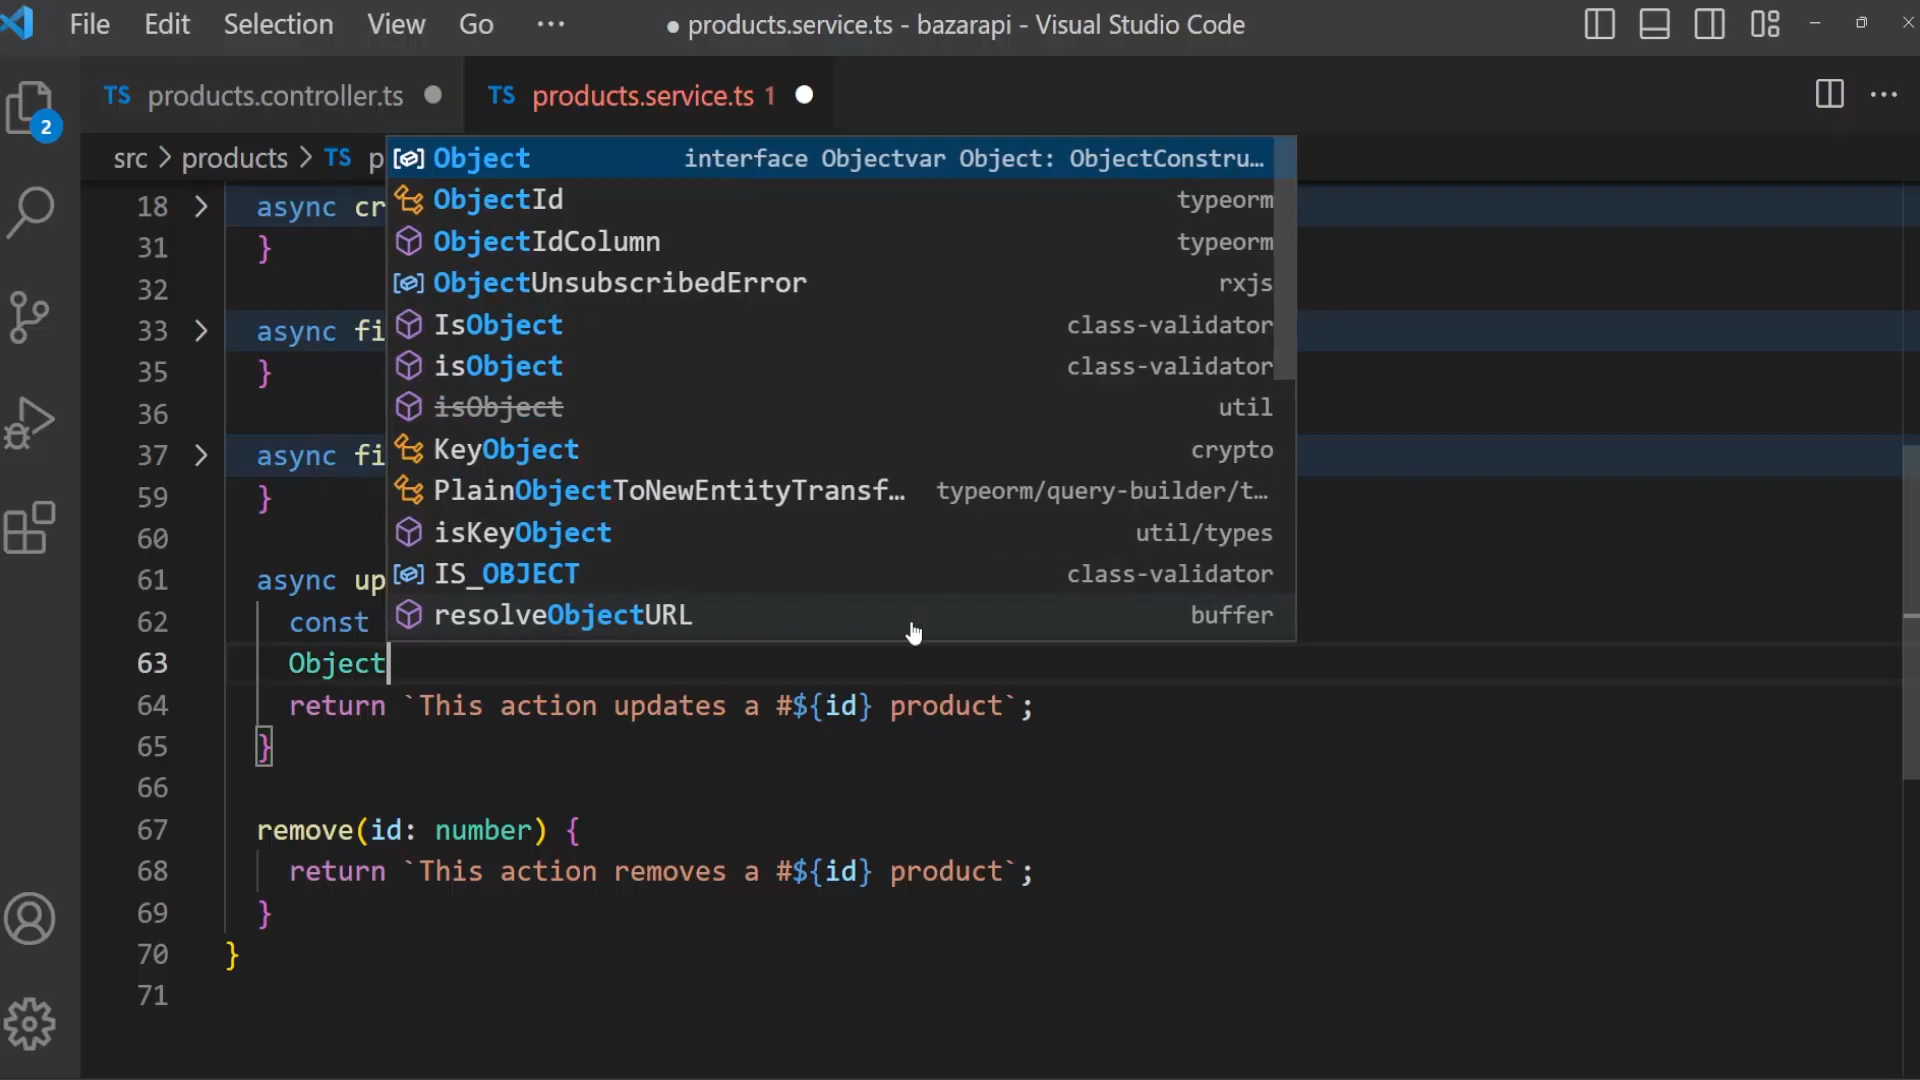 File Edit Selection View Go ··· ● products.service.ts - bazarapi - Visual Studio Code
2
TS products.controller.ts ● TS products.service.ts 1 ●
src > products > TS p
Object interface Objectvar Object: ObjectConstru…
ObjectId typeorm
ObjectIdColumn typeorm
ObjectUnsubscribedError rxjs
IsObject class-validator
isObject class-validator
isObject util
KeyObject crypto
PlainObjectToNewEntityTransf… typeorm/query-builder/t…
isKeyObject util/types
IS_OBJECT class-validator
resolveObjectURL buffer
18 > async cr
31 }
32
33 > async fi
35 }
36
37 > async fi
59 }
60
61 async up
62 const
63 Object
64 return `This action updates a #${id} product`;
65 }
66
67 remove(id: number) {
68 return `This action removes a #${id} product`;
69 }
70 }
71